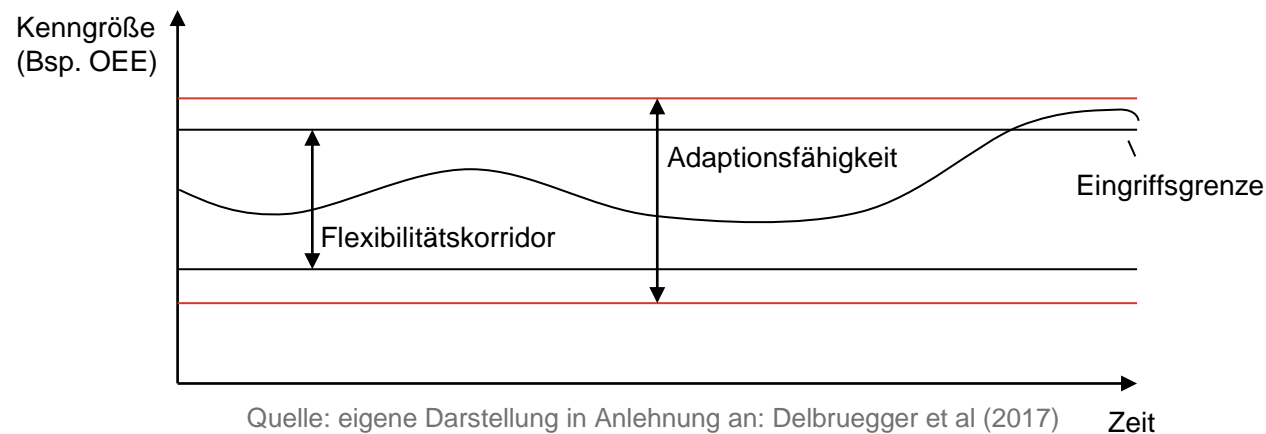 Kenngröße
(Bsp. OEE)
Adaptionsfähigkeit
Eingriffsgrenze
Flexibilitätskorridor
Quelle: eigene Darstellung in Anlehnung an: Delbruegger et al (2017)
Zeit